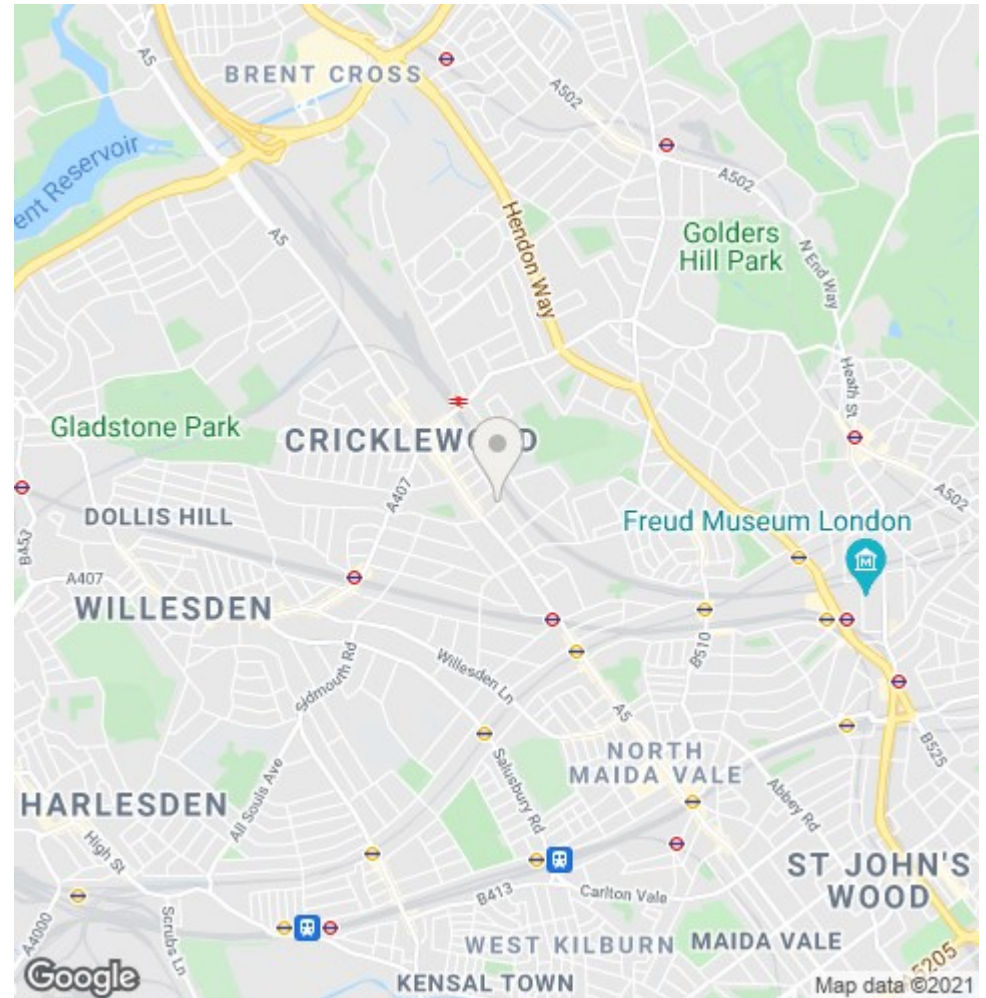 BRENT CROSS
A5
A502
ent Reservoir
A502
A5
Hendon Way
Golders
Hill Park
N End Way
Heath St
Gladstone Park
CRICKLEW
D
A407
A502
DOLLIS HILL
Freud Museum London
M
B453
A407
WILLESDEN
B510
Sidmouth Rd
Willesden Ln
A5
B525
NORTH
MAIDA VALE
Salusbury Rd
Abbey Rd
HARLESDEN
All Souls Ave
High St
ST JOHN'S
WOOD
B413
Carlton Vale
A4000
Scrubs Ln
WEST KILBURN
MAIDA VALE
5205
KENSAL TOWN
Google
Map data ©2021